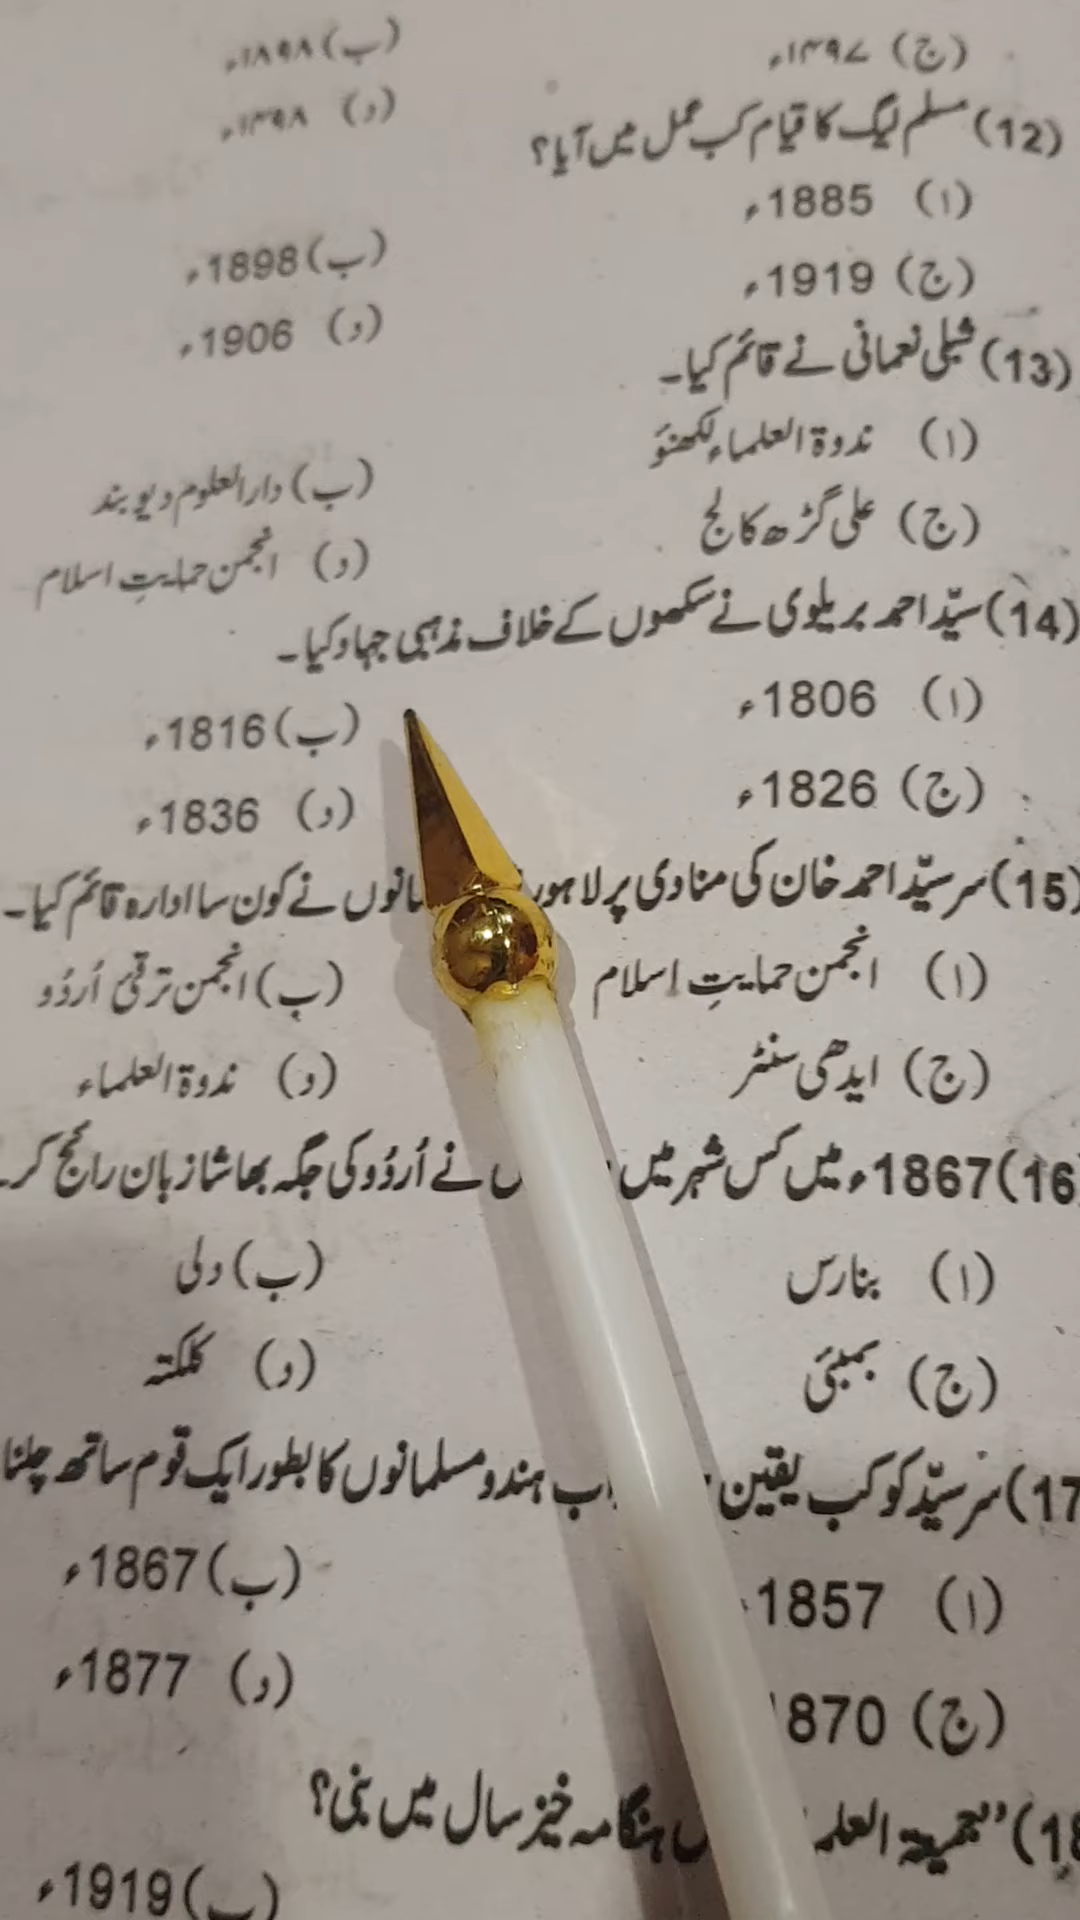 (ج) ۱۳۹۷ء (ب) ۱۸۹۸ء
(د) ۱۳۹۸ء
(12) مسلم لیگ کا قیام کب عمل میں آیا؟
(ا) 1885ء (ب) 1898ء
(ج) 1919ء (د) 1906ء
(13) شبلی نعمانی نے قائم کیا۔
(ا) ندوۃ العلماء لکھنؤ (ب) دارالعلوم دیوبند
(ج) علی گڑھ کالج (د) انجمن حمایتِ اسلام
(14) سیّد احمد بریلوی نے سکھوں کے خلاف مذہبی جہاد کیا۔
(ا) 1806ء (ب) 1816ء
(ج) 1826ء (د) 1836ء
(15) سر سیّد احمد خان کی منادی پر لاہور نے کون سا ادارہ قائم کیا۔
(ا) انجمن حمایتِ اسلام (ب) انجمن ترقیٔ اُردُو
(ج) ایدھی سنٹر (د) ندوۃ العلماء
(16) 1867ء میں کس شہر میں نے اُردُو کی جگہ بھاشا زبان رائج کر
(ا) بنارس (ب) دلی
(ج) بمبئی (د) کلکتہ
17) سر سیّد کو کب یقین اب ہندو مسلمانوں کا بطور ایک قوم ساتھ چلنا
(ا) 1857 (ب) 1867ء
(ج) 870 (د) 1877ء
) ”جمیعۃ ہنگامہ خیز سال میں بنی؟
(ب) 1919ء